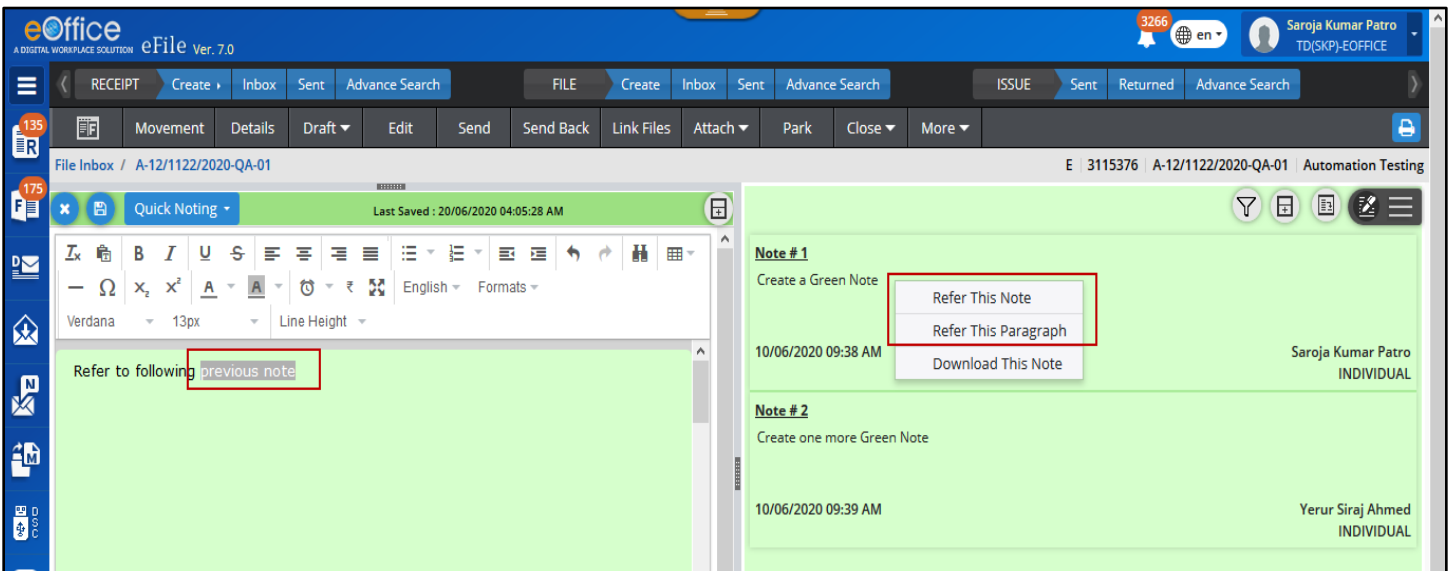 eOffice
A DIGITAL WORKPLACE SOLUTION eFile Ver. 7.0
3266
en
Saroja Kumar Patro
TD(SKP)-EOFFICE
RECEIPT Create Inbox Sent Advance Search FILE Create Inbox Sent Advance Search ISSUE Sent Returned Advance Search
135
R
Movement Details Draft Edit Send Send Back Link Files Attach Park Close More
File Inbox / A-12/1122/2020-QA-01
E 3115376 A-12/1122/2020-QA-01 Automation Testing
175
F
Quick Noting
Last Saved : 20/06/2020 04:05:28 AM
B I U S
Ω X₂ X² A A ₹ English Formats
Verdana 13px Line Height
D
N
M
DSC
Refer to following previous note
Note # 1
Create a Green Note
Refer This Note
Refer This Paragraph
Download This Note
10/06/2020 09:38 AM
Saroja Kumar Patro
INDIVIDUAL
Note # 2
Create one more Green Note
10/06/2020 09:39 AM
Yerur Siraj Ahmed
INDIVIDUAL